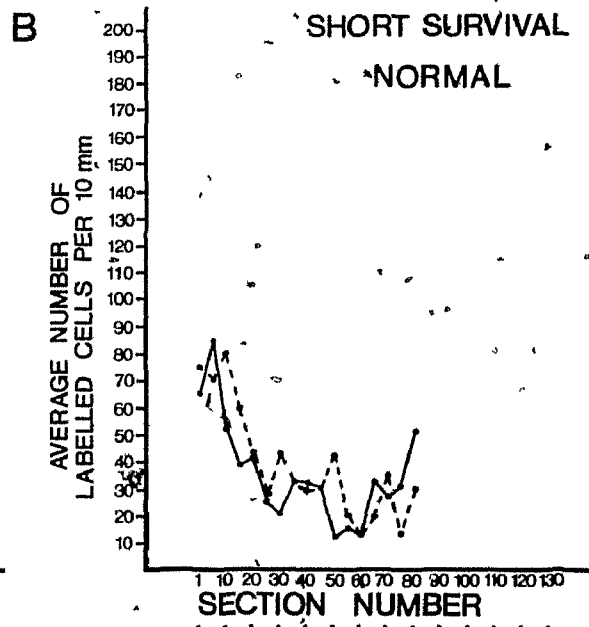 B
SHORT SURVIVAL
NORMAL
AVERAGE NUMBER OF
LABELLED CELLS PER 10 mm
200
190
180
170
160
150
140
130
120
110
100
90
80
70
60
50
40
30
20
10
1 10 20 30 40 50 60 70 80 90 100 110 120 130
SECTION NUMBER